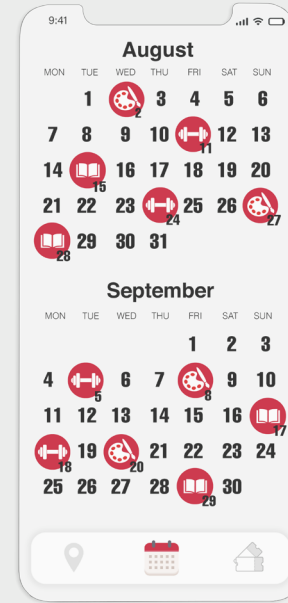 9:41
August
MON TUE WED THU FRI SAT SUN
1 2 3 4 5 6
7 8 9 10 11 12 13
14 15 16 17 18 19 20
21 22 23 24 25 26 27
28 29 30 31
September
MON TUE WED THU FRI SAT SUN
1 2 3
4 5 6 7 8 9 10
11 12 13 14 15 16 17
18 19 20 21 22 23 24
25 26 27 28 29 30